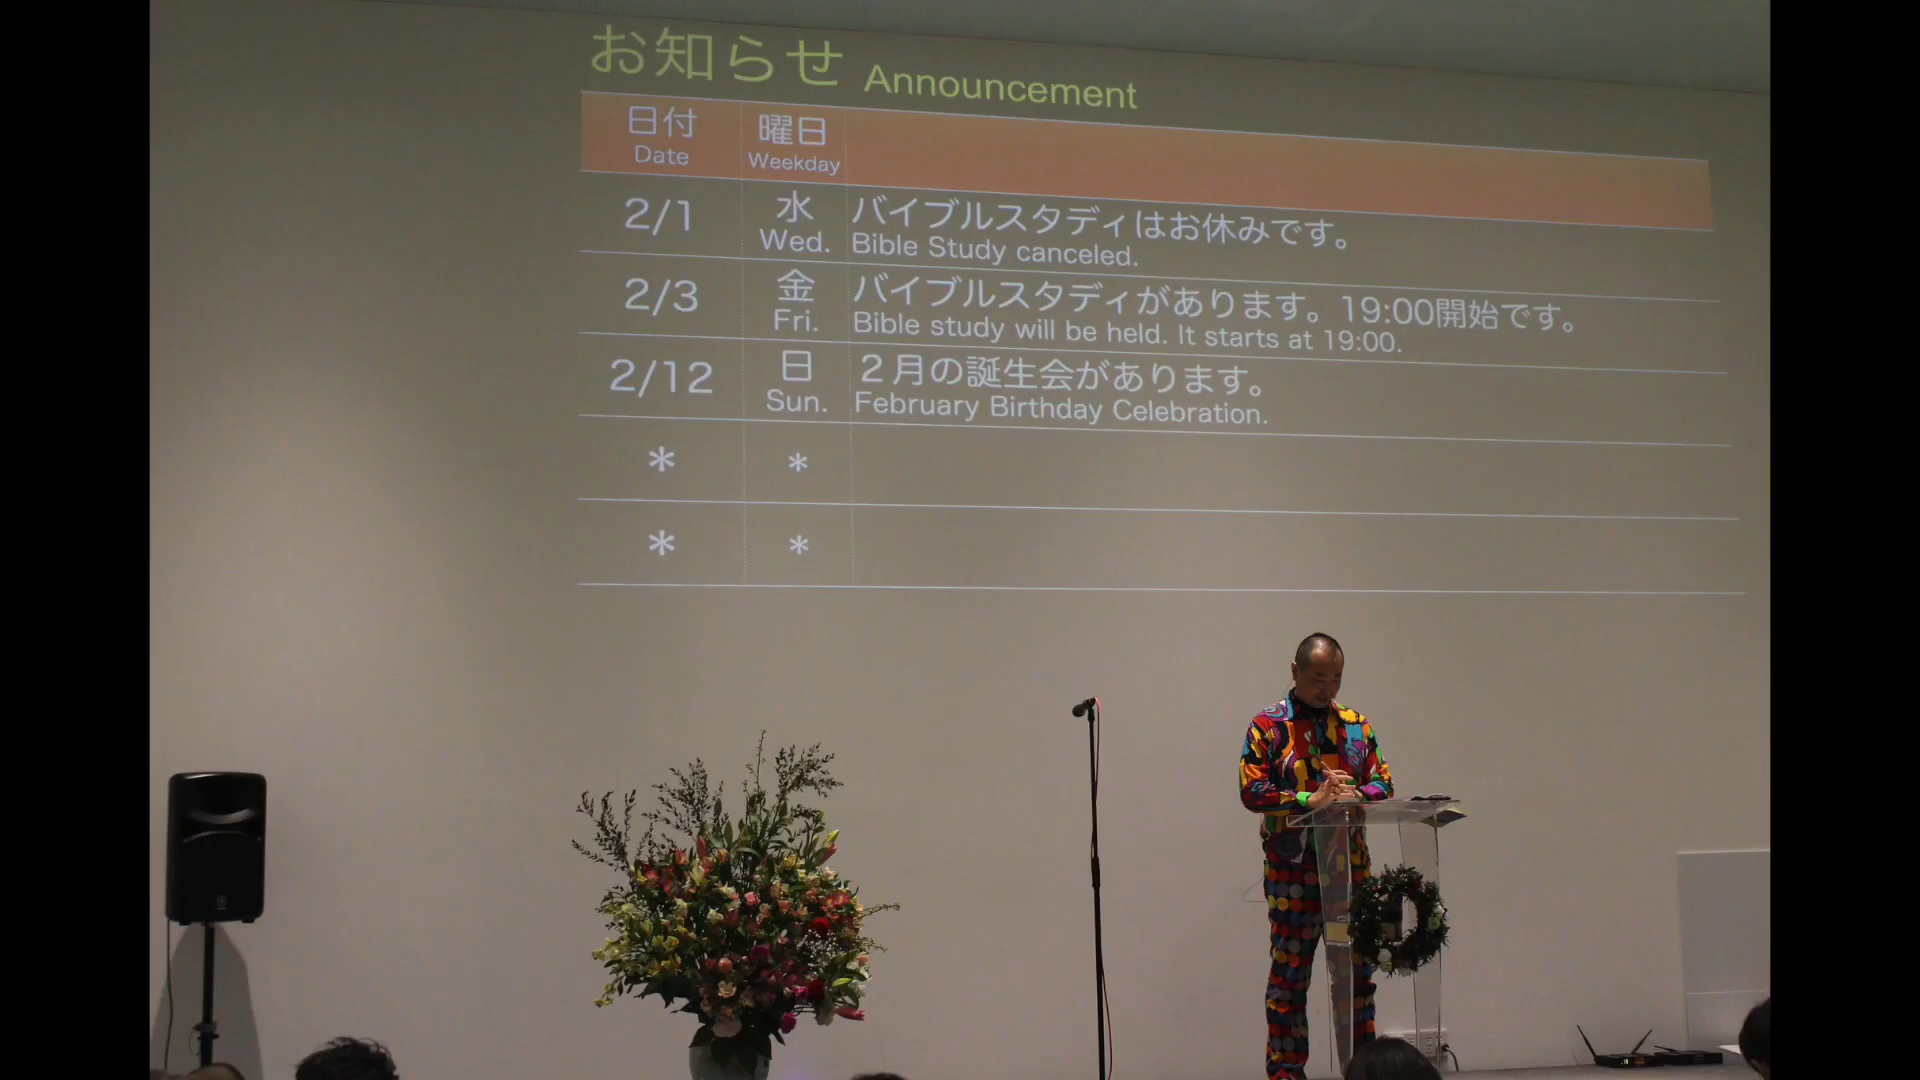 お知らせ Announcement
日付 曜日
Date Weekday
2/1 水 バイブルスタディはお休みです。
Wed. Bible Study canceled.
2/3 金 バイブルスタディがあります。19:00開始です。
Fri. Bible study will be held. It starts at 19:00.
2/12 日 2月の誕生会があります。
Sun. February Birthday Celebration.
* *
* *